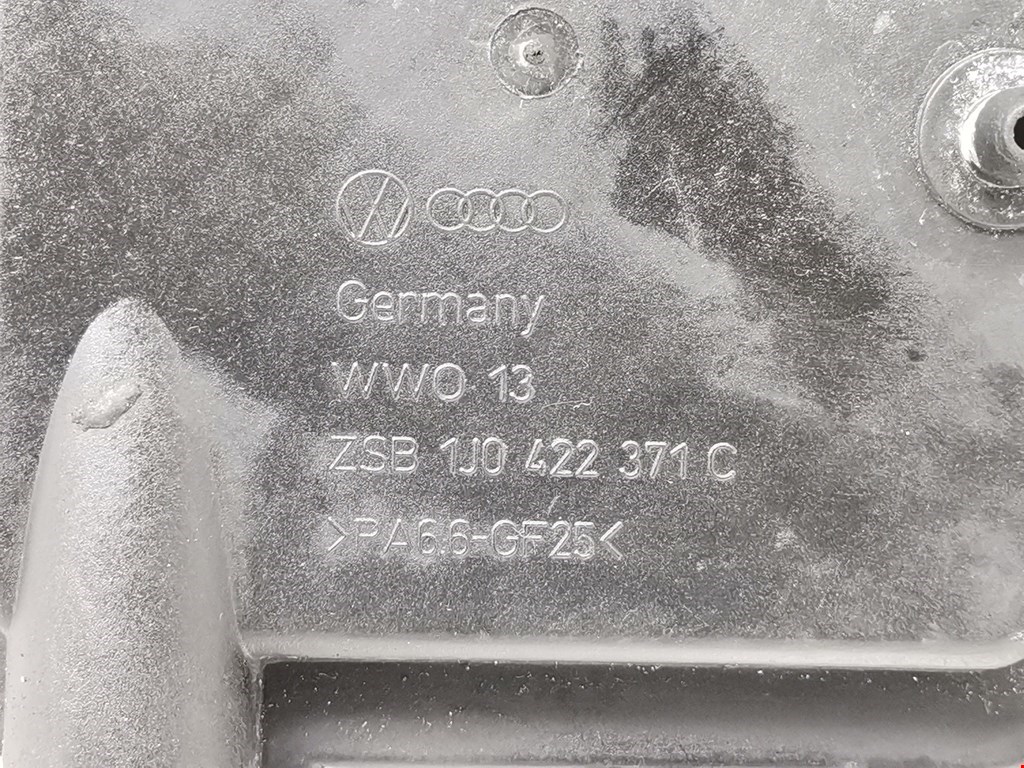 Germany
WWO 13
ZSB 1J0 422 371 C
>PA6.6-GF25<